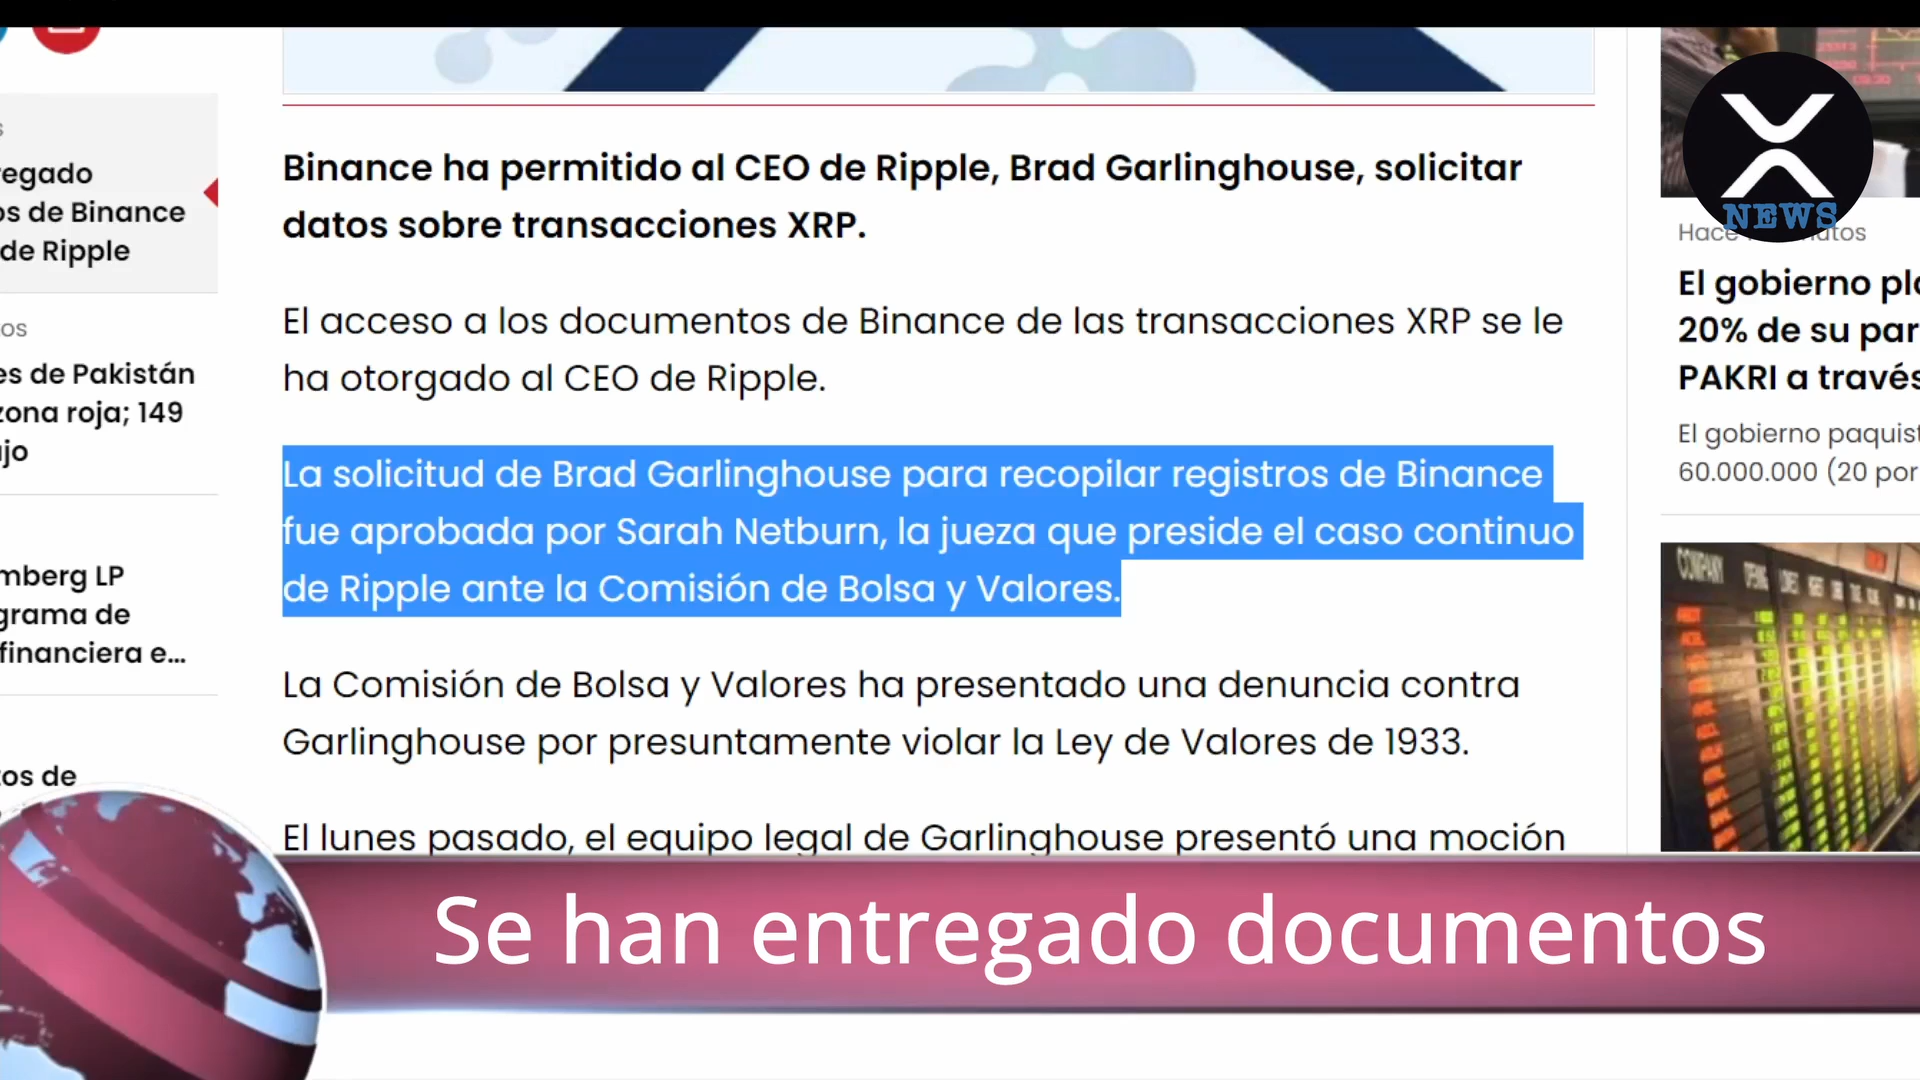 egado
os de Binance
de Ripple
os
es de Pakistán
zona roja; 149
ajo
mberg LP
grama de
financiera e...
tos de
Binance ha permitido al CEO de Ripple, Brad Garlinghouse, solicitar
datos sobre transacciones XRP.
El acceso a los documentos de Binance de las transacciones XRP se le
ha otorgado al CEO de Ripple.
La solicitud de Brad Garlinghouse para recopilar registros de Binance
fue aprobada por Sarah Netburn, la jueza que preside el caso continuo
de Ripple ante la Comisión de Bolsa y Valores.
La Comisión de Bolsa y Valores ha presentado una denuncia contra
Garlinghouse por presuntamente violar la Ley de Valores de 1933.
El lunes pasado, el equipo legal de Garlinghouse presentó una moción
NEWS
Hace
El gobierno pla
20% de su par
PAKRI a través
El gobierno paquist
60.000.000 (20 por
COMPANY
Se han entregado documentos